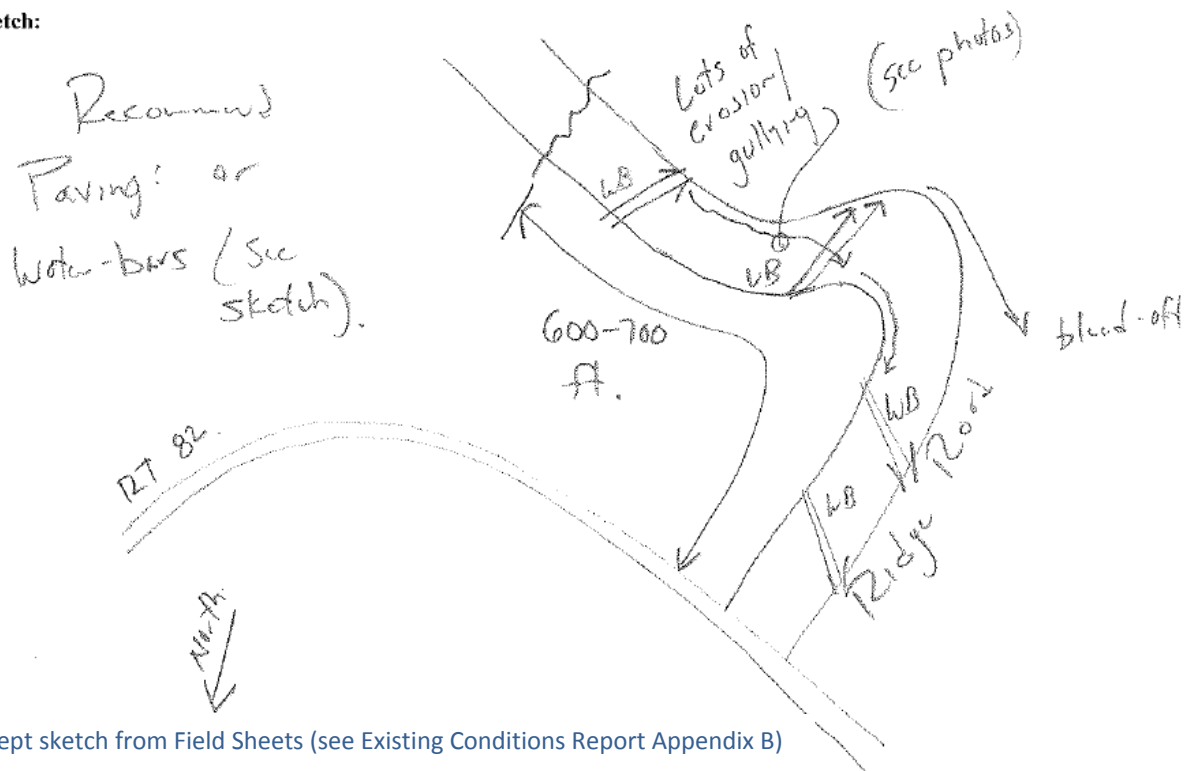 etch:
Recommend
Paving: or
Water-bars (see
sketch).
Lots of
erosion/
gullying
(see photos)
WB
WB
600-700
ft.
bleed-off
WB
WB
Ridge Road
RT 82
North
ept sketch from Field Sheets (see Existing Conditions Report Appendix B)